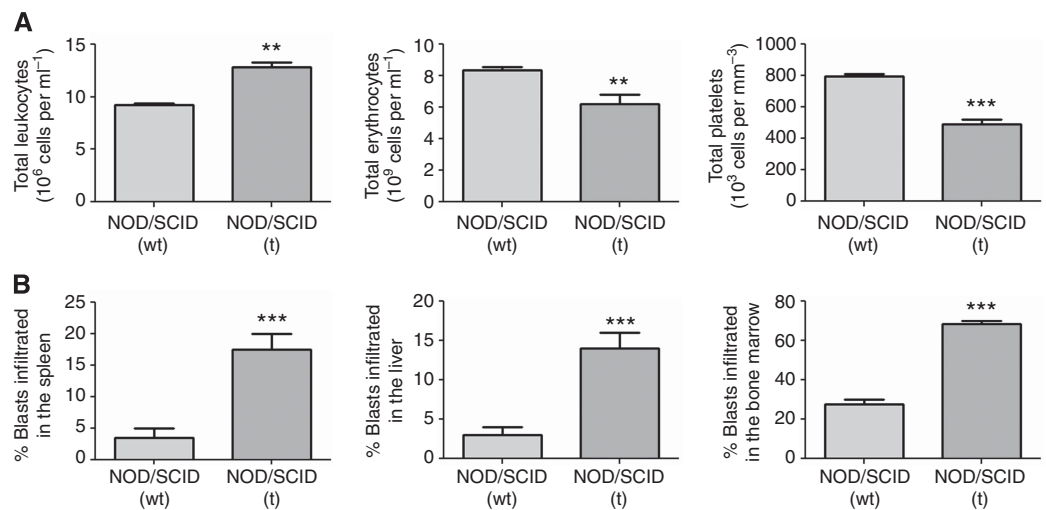 A
Total leukocytes
(10⁶ cells per ml⁻¹)
15
10
5
0
**
NOD/SCID
(wt)
NOD/SCID
(t)
Total erythrocytes
(10⁹ cells per ml⁻¹)
10
8
6
4
2
0
**
NOD/SCID
(wt)
NOD/SCID
(t)
Total platelets
(10³ cells per mm⁻³)
1000
800
600
400
200
0
***
NOD/SCID
(wt)
NOD/SCID
(t)
B
% Blasts infiltrated
in the spleen
25
20
15
10
5
0
***
NOD/SCID
(wt)
NOD/SCID
(t)
% Blasts infiltrated
in the liver
20
15
10
5
0
***
NOD/SCID
(wt)
NOD/SCID
(t)
% Blasts infiltrated
in the bone marrow
80
60
40
20
0
***
NOD/SCID
(wt)
NOD/SCID
(t)